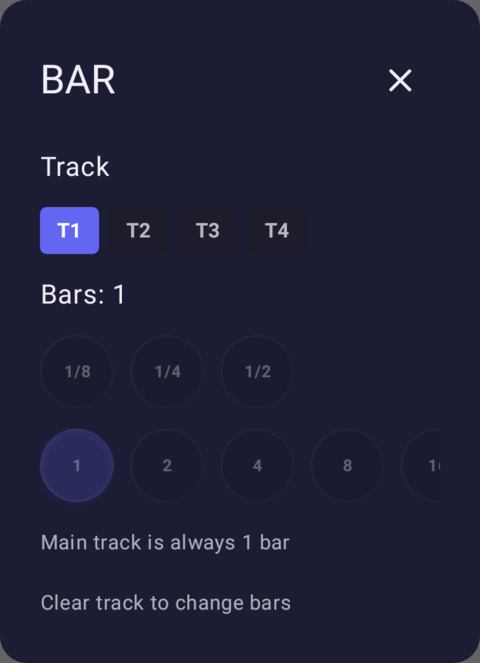 BAR
Track
T1 T2 T3 T4
Bars: 1
1/8 1/4 1/2
1 2 4 8
Main track is always 1 bar
Clear track to change bars